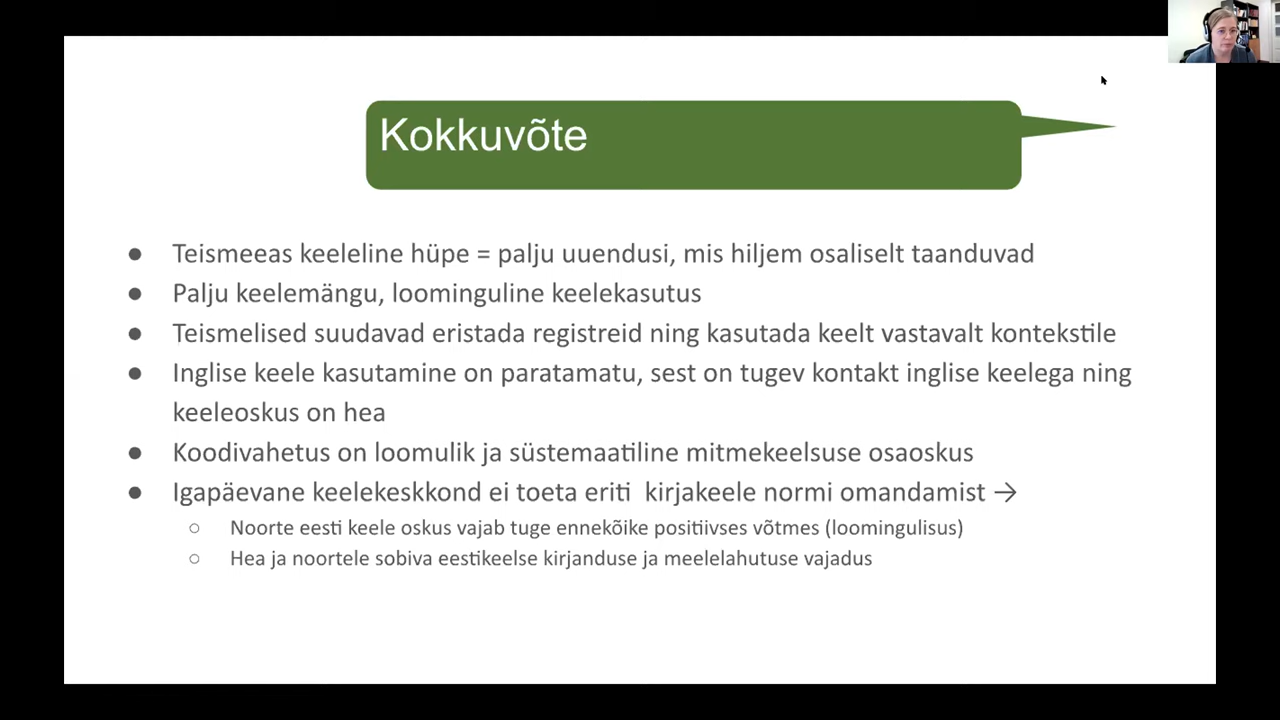 Kokkuvõte
● Teismeeas keeleline hüpe = palju uuendusi, mis hiljem osaliselt taanduvad
● Palju keelemängu, loominguline keelekasutus
● Teismelised suudavad eristada registreid ning kasutada keelt vastavalt kontekstile
● Inglise keele kasutamine on paratamatu, sest on tugev kontakt inglise keelega ning
keeleoskus on hea
● Koodivahetus on loomulik ja süstemaatiline mitmekeelsuse osaoskus
● Igapäevane keelekeskkond ei toeta eriti  kirjakeele normi omandamist →
○ Noorte eesti keele oskus vajab tuge ennekõike positiivses võtmes (loomingulisus)
○ Hea ja noortele sobiva eestikeelse kirjanduse ja meelelahutuse vajadus